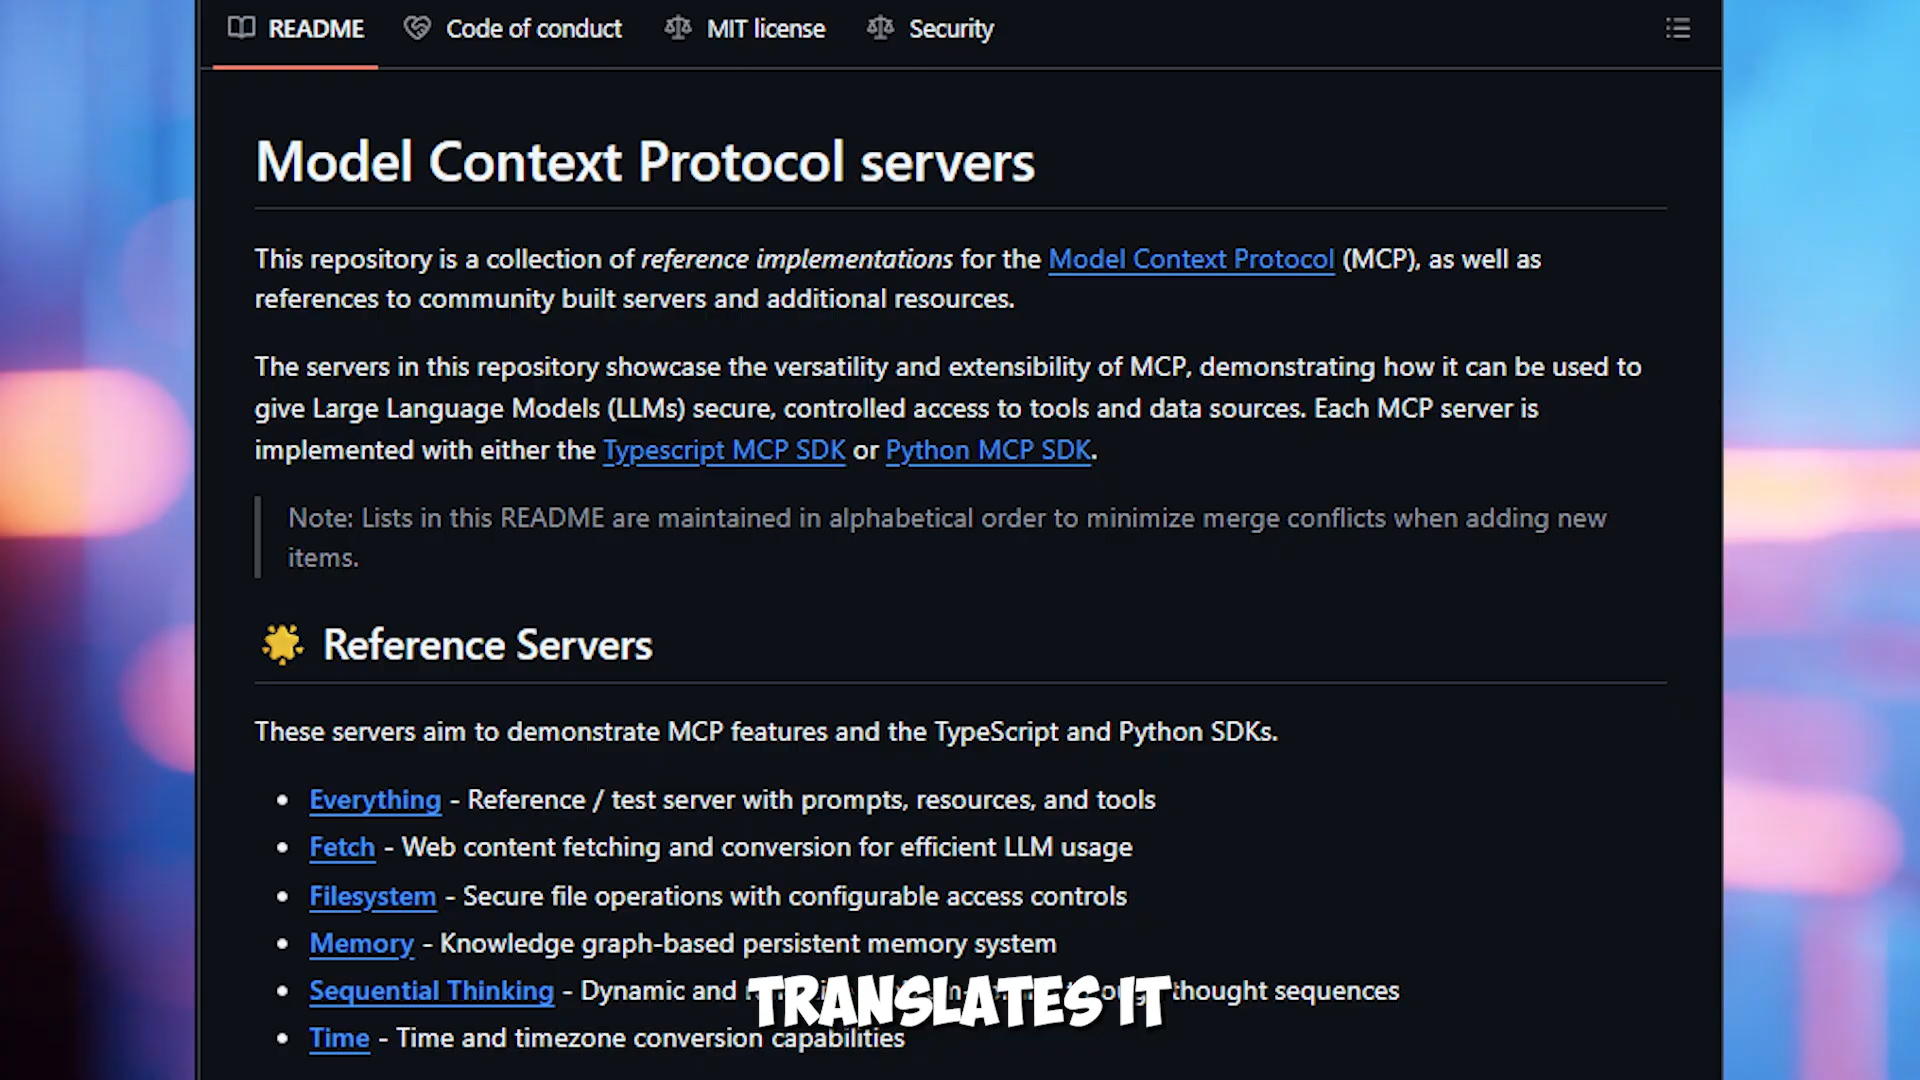 README Code of conduct MIT license Security
Model Context Protocol servers
This repository is a collection of reference implementations for the Model Context Protocol (MCP), as well as
references to community built servers and additional resources.
The servers in this repository showcase the versatility and extensibility of MCP, demonstrating how it can be used to
give Large Language Models (LLMs) secure, controlled access to tools and data sources. Each MCP server is
implemented with either the Typescript MCP SDK or Python MCP SDK.
Note: Lists in this README are maintained in alphabetical order to minimize merge conflicts when adding new
items.
Reference Servers
These servers aim to demonstrate MCP features and the TypeScript and Python SDKs.
Everything - Reference / test server with prompts, resources, and tools
Fetch - Web content fetching and conversion for efficient LLM usage
Filesystem - Secure file operations with configurable access controls
Memory - Knowledge graph-based persistent memory system
Sequential Thinking - Dynamic and thought sequences
TRANSLATES IT
Time - Time and timezone conversion capabilities